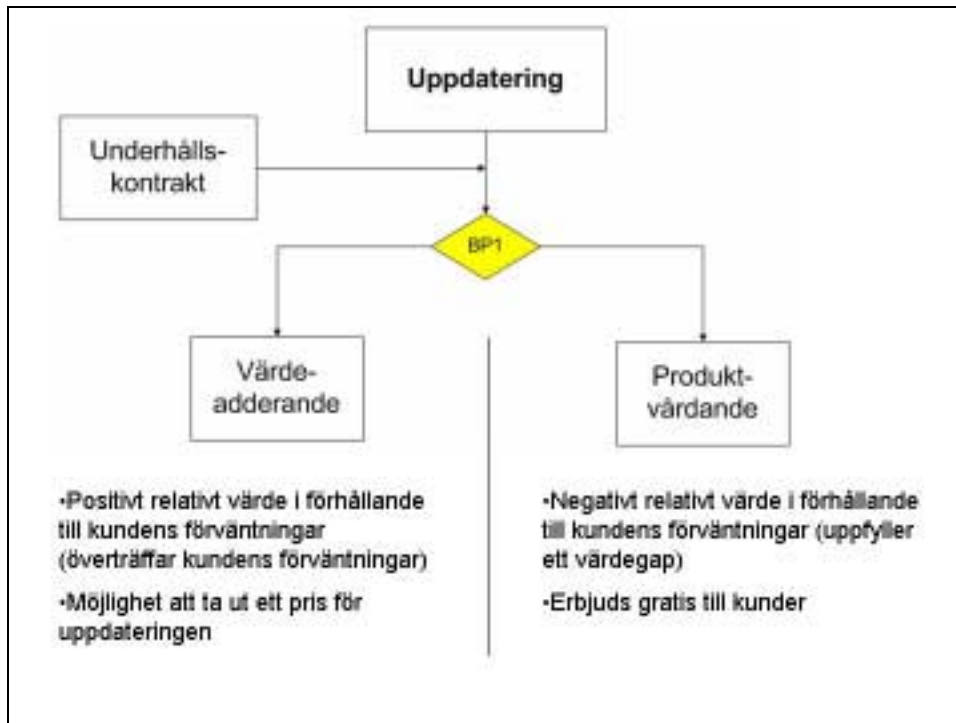 Uppdatering
Underhålls-
kontrakt
BP1
Värde-
adderande
Produkt-
vårdande
•Positivt relativt värde i förhållande
till kundens förväntningar
(överträffar kundens förväntningar)
•Möjlighet att ta ut ett pris för
uppdateringen
•Negativt relativt värde i förhållande
till kundens förväntningar (uppfyller
ett värdegap)
•Erbjuds gratis till kunder